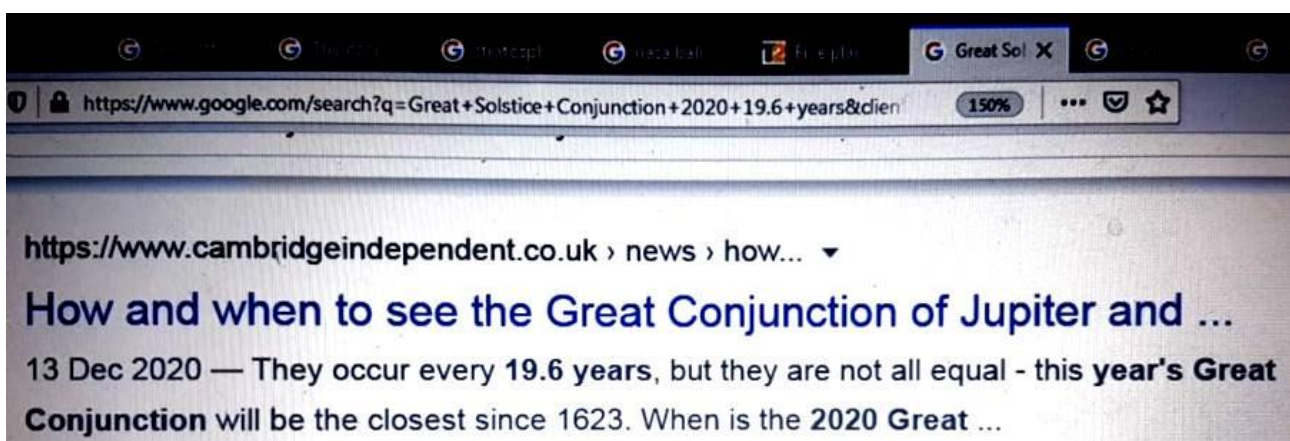 Great Sol
https://www.google.com/search?q=Great+Solstice+Conjunction+2020+19.6+years&clien 150%
https://www.cambridgeindependent.co.uk › news › how...
How and when to see the Great Conjunction of Jupiter and ...
13 Dec 2020 — They occur every 19.6 years, but they are not all equal - this year's Great
Conjunction will be the closest since 1623. When is the 2020 Great ...